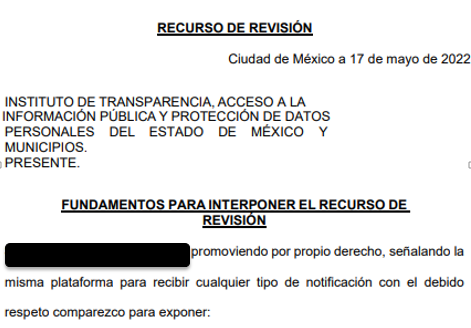 RECURSO DE REVISIÓN
Ciudad de México a 17 de mayo de 2022
INSTITUTO DE TRANSPARENCIA, ACCESO A LA
INFORMACIÓN PÚBLICA Y PROTECCIÓN DE DATOS
PERSONALES DEL ESTADO DE MÉXICO Y
MUNICIPIOS.
PRESENTE.
FUNDAMENTOS PARA INTERPONER EL RECURSO DE
REVISIÓN
promoviendo por propio derecho, señalando la
misma plataforma para recibir cualquier tipo de notificación con el debido
respeto comparezco para exponer: